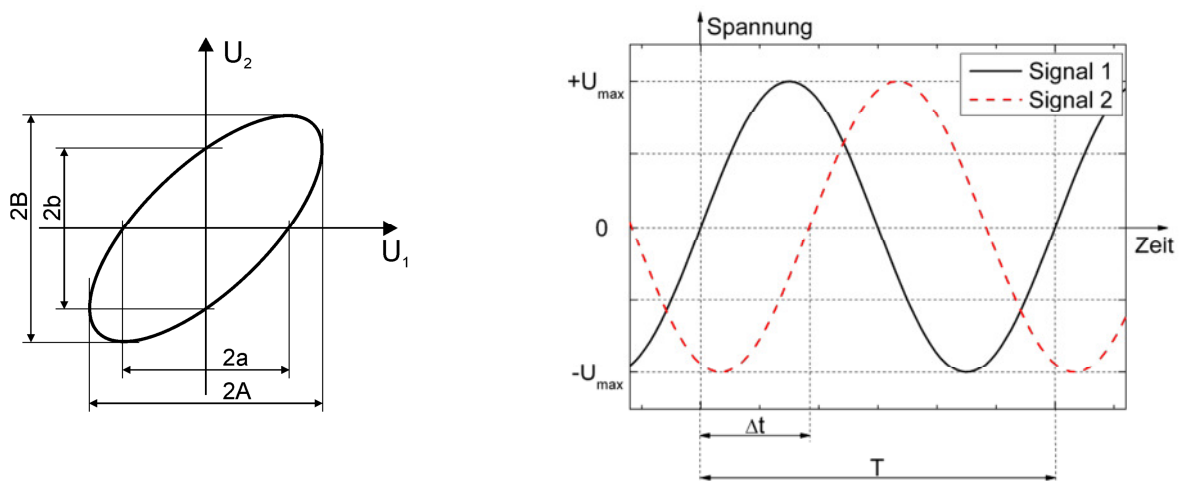 U₂
2B
2b
U₁
2a
2A
Spannung
+Uₘₐₓ
Signal 1
Signal 2
0
Zeit
-Uₘₐₓ
Δt
T